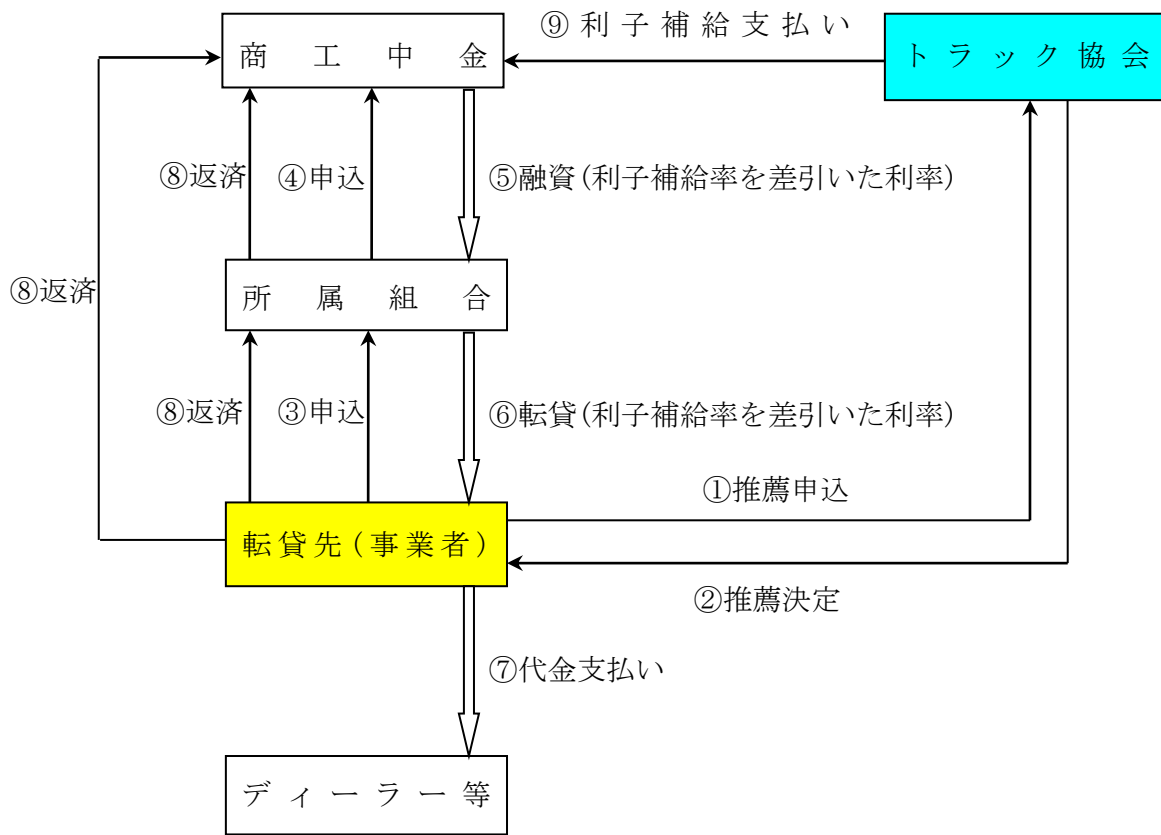 ⑨利子補給支払い
商工中金
トラック協会
⑧返済
④申込
⑤融資(利子補給率を差引いた利率)
⑧返済
所属組合
⑧返済
③申込
⑥転貸(利子補給率を差引いた利率)
①推薦申込
転貸先(事業者)
②推薦決定
⑦代金支払い
ディーラー等